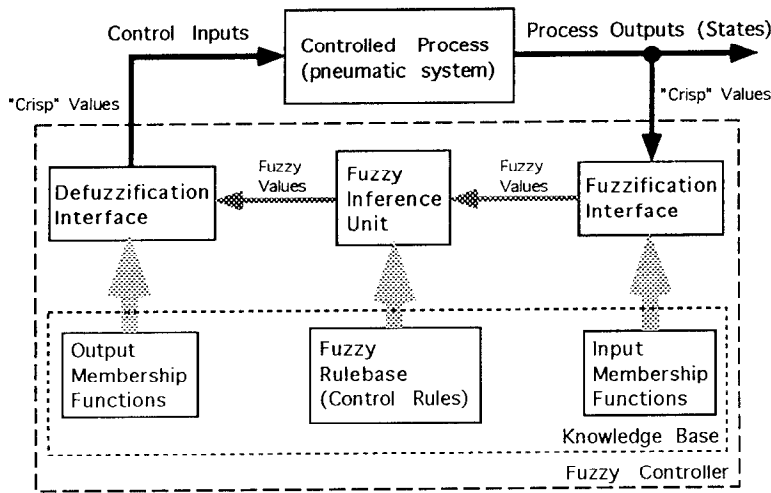 Control Inputs
Controlled Process
(pneumatic system)
Process Outputs (States)
"Crisp" Values
"Crisp" Values
Defuzzification
Interface
Fuzzy
Values
Fuzzy
Inference
Unit
Fuzzy
Values
Fuzzification
Interface
Output
Membership
Functions
Fuzzy
Rulebase
(Control Rules)
Input
Membership
Functions
Knowledge Base
Fuzzy Controller